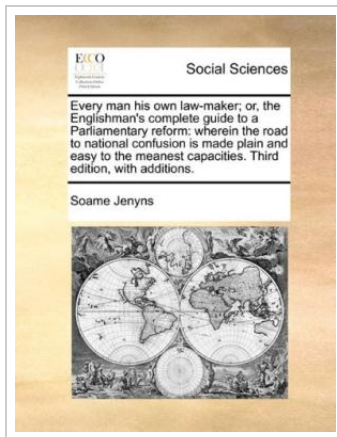 ECCO
Social Sciences
Every man his own law-maker; or, the
Englishman's complete guide to a
Parliamentary reform: wherein the road
to national confusion is made plain and
easy to the meanest capacities. Third
edition, with additions.
Soame Jenyns